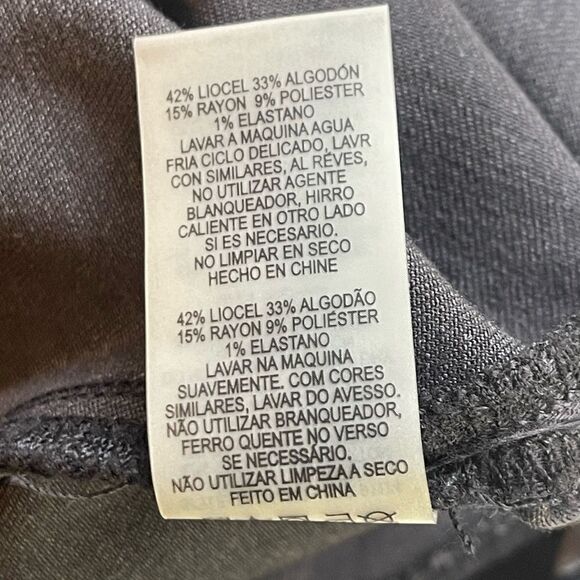 42% LIOCEL 33% ALGODÓN
15% RAYON 9% POLIESTER
1% ELASTANO
LAVAR A MAQUINA AGUA
FRIA CICLO DELICADO, LAVR
CON SIMILARES, AL RÉVES,
NO UTILIZAR AGENTE
BLANQUEADOR, HIRRO
CALIENTE EN OTRO LADO
SI ES NECESARIO.
NO LIMPIAR EN SECO
HECHO EN CHINE
42% LIOCEL 33% ALGODÃO
15% RAYON 9% POLIÉSTER
1% ELASTANO
LAVAR NA MAQUINA
SUAVEMENTE. COM CORES
SIMILARES, LAVAR DO AVESSO.
NÃO UTILIZAR BRANQUEADOR,
FERRO QUENTE NO VERSO
SE NECESSÁRIO.
NÃO UTILIZAR LIMPEZA A SECO
FEITO EM CHINA